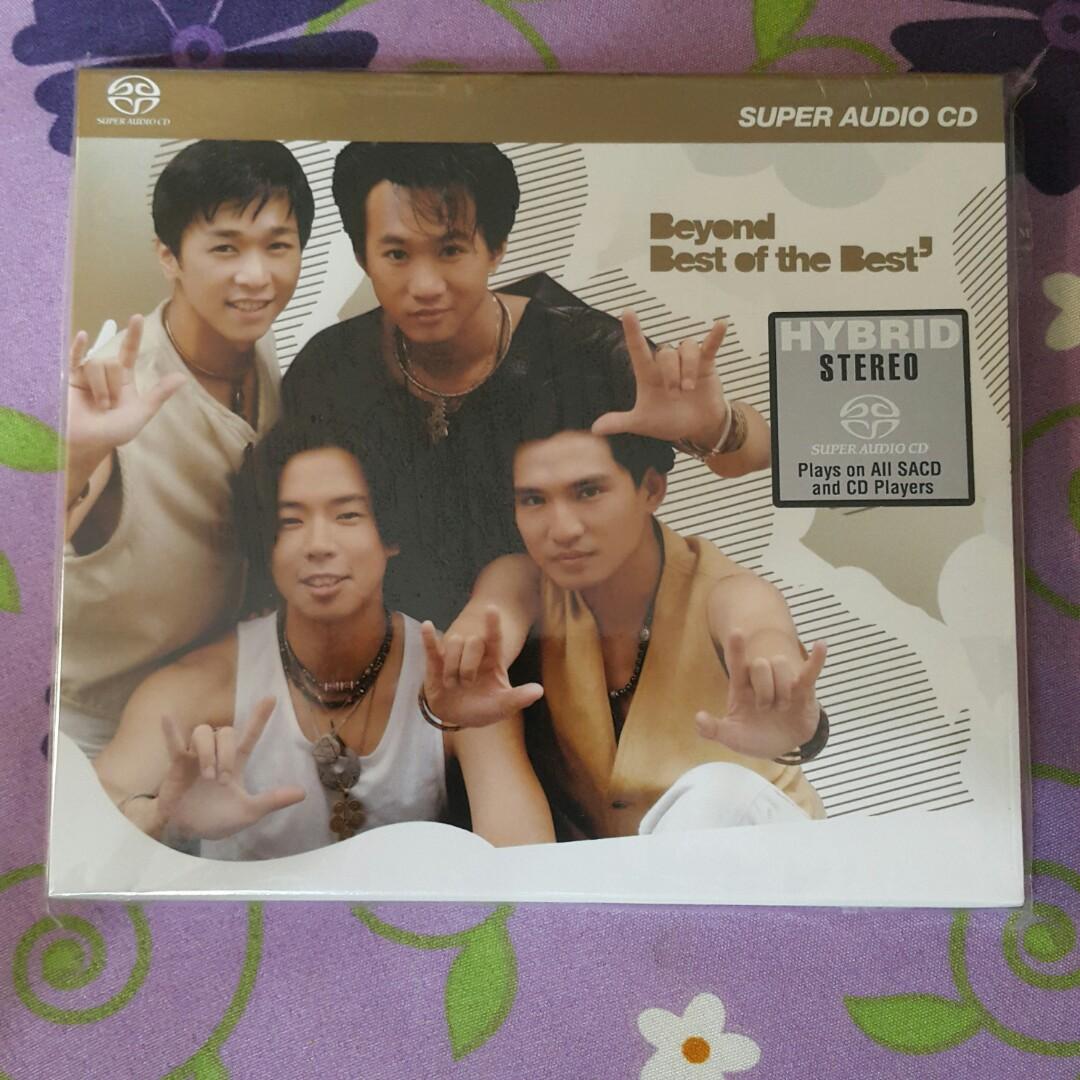 SUPER AUDIO CD
SUPER AUDIO CD
Beyond
Best of the Best'
HYBRID
STEREO
SUPER AUDIO CD
Plays on All SACD
and CD Players